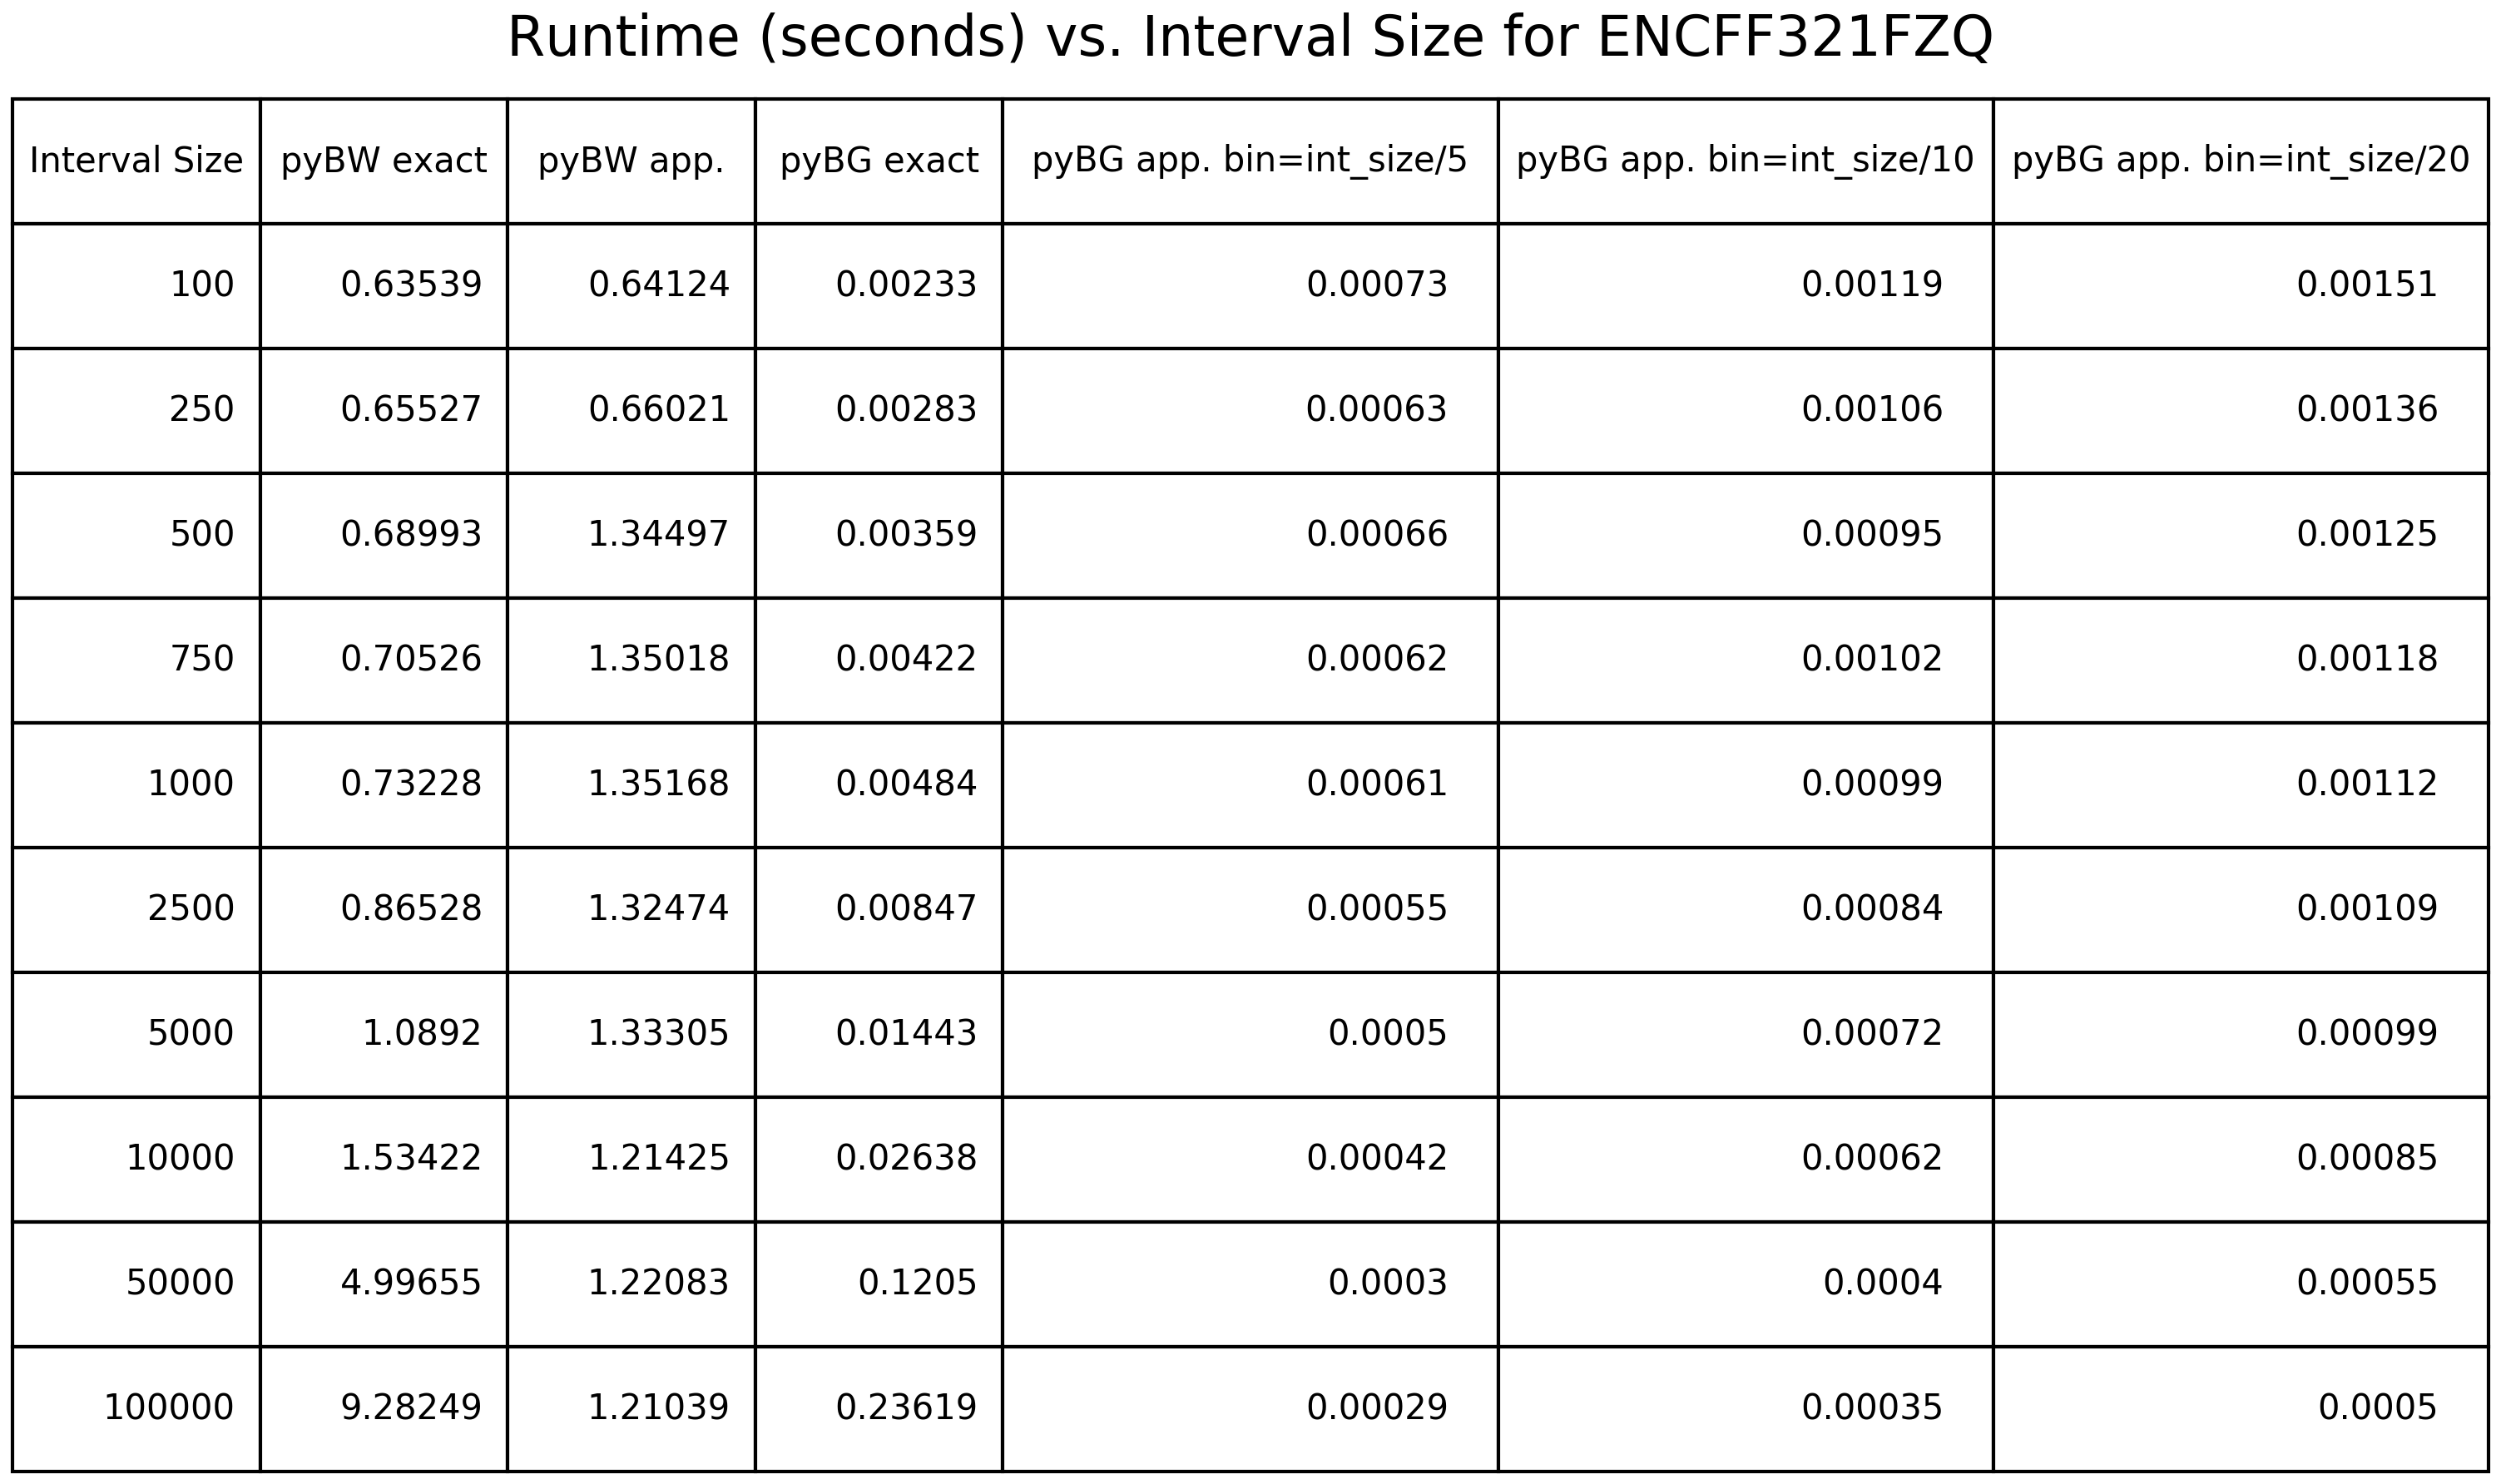 Runtime (seconds) vs. Interval Size for ENCFF321FZQ
Interval Size pyBW exact pyBW app. pyBG exact pyBG app. bin=int_size/5 pyBG app. bin=int_size/10 pyBG app. bin=int_size/20
100 0.63539 0.64124 0.00233 0.00073 0.00119 0.00151
250 0.65527 0.66021 0.00283 0.00063 0.00106 0.00136
500 0.68993 1.34497 0.00359 0.00066 0.00095 0.00125
750 0.70526 1.35018 0.00422 0.00062 0.00102 0.00118
1000 0.73228 1.35168 0.00484 0.00061 0.00099 0.00112
2500 0.86528 1.32474 0.00847 0.00055 0.00084 0.00109
5000 1.0892 1.33305 0.01443 0.0005 0.00072 0.00099
10000 1.53422 1.21425 0.02638 0.00042 0.00062 0.00085
50000 4.99655 1.22083 0.1205 0.0003 0.0004 0.00055
100000 9.28249 1.21039 0.23619 0.00029 0.00035 0.0005